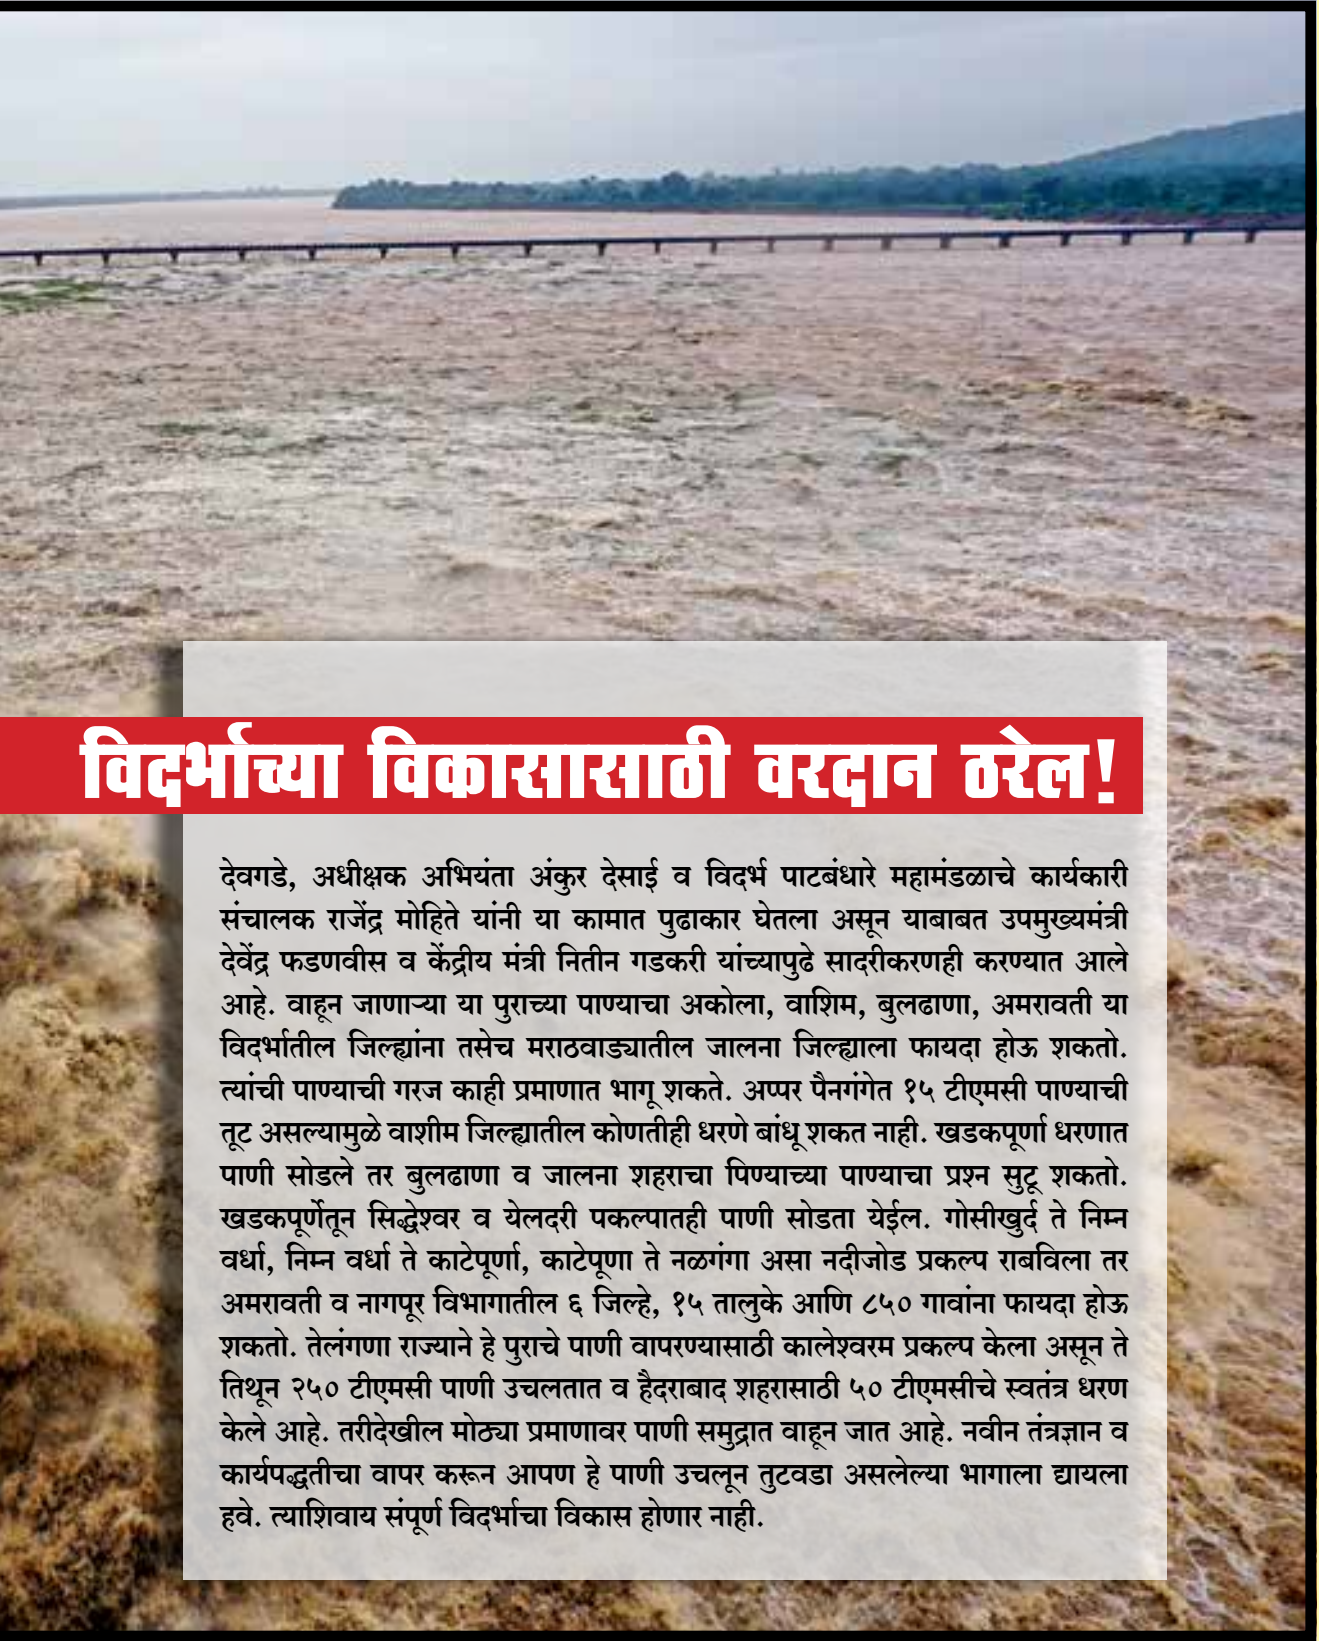 विदर्भाच्या विकासासाठी वरदान ठरेल!
देवगडे, अधीक्षक अभियंता अंकुर देसाई व विदर्भ पाटबंधारे महामंडळाचे कार्यकारी
संचालक राजेंद्र मोहिते यांनी या कामात पुढाकार घेतला असून याबाबत उपमुख्यमंत्री
देवेंद्र फडणवीस व केंद्रीय मंत्री नितीन गडकरी यांच्यापुढे सादरीकरणही करण्यात आले
आहे. वाहून जाणाऱ्या या पुराच्या पाण्याचा अकोला, वाशिम, बुलढाणा, अमरावती या
विदर्भातील जिल्ह्यांना तसेच मराठवाड्यातील जालना जिल्ह्याला फायदा होऊ शकतो.
त्यांची पाण्याची गरज काही प्रमाणात भागू शकते. अप्पर पैनगंगेत १५ टीएमसी पाण्याची
तूट असल्यामुळे वाशीम जिल्ह्यातील कोणतीही धरणे बांधू शकत नाही. खडकपूर्णा धरणात
पाणी सोडले तर बुलढाणा व जालना शहराचा पिण्याच्या पाण्याचा प्रश्न सुटू शकतो.
खडकपूर्णेतून सिद्धेश्वर व येलदरी पकल्पातही पाणी सोडता येईल. गोसीखुर्द ते निम्न
वर्धा, निम्न वर्धा ते काटेपूर्णा, काटेपूणा ते नळगंगा असा नदीजोड प्रकल्प राबविला तर
अमरावती व नागपूर विभागातील ६ जिल्हे, १५ तालुके आणि ८५० गावांना फायदा होऊ
शकतो. तेलंगणा राज्याने हे पुराचे पाणी वापरण्यासाठी कालेश्वरम प्रकल्प केला असून ते
तिथून २५० टीएमसी पाणी उचलतात व हैदराबाद शहरासाठी ५० टीएमसीचे स्वतंत्र धरण
केले आहे. तरीदेखील मोठ्या प्रमाणावर पाणी समुद्रात वाहून जात आहे. नवीन तंत्रज्ञान व
कार्यपद्धतीचा वापर करून आपण हे पाणी उचलून तुटवडा असलेल्या भागाला द्यायला
हवे. त्याशिवाय संपूर्ण विदर्भाचा विकास होणार नाही.